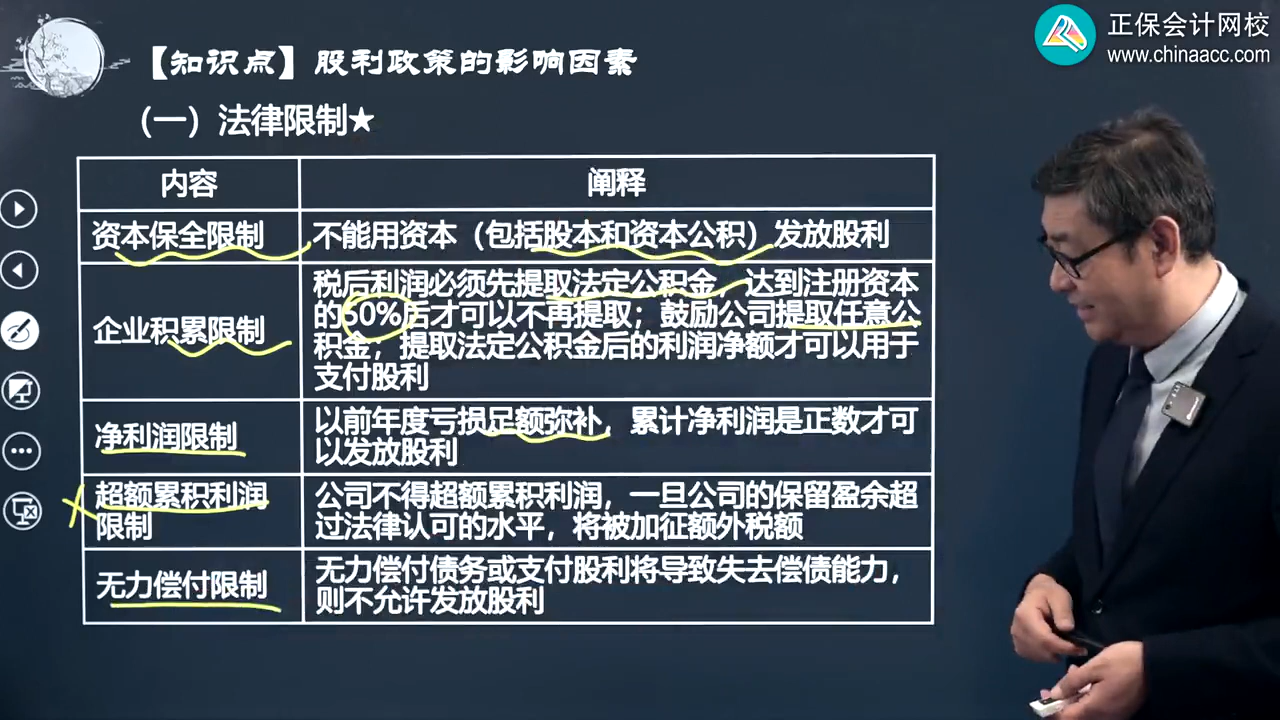 正保会计网校
www.chinaacc.com
【知识点】股利政策的影响因素
（一）法律限制★
内容
阐释
资本保全限制
不能用资本（包括股本和资本公积）发放股利
企业积累限制
税后利润必须先提取法定公积金，达到注册资本
的50%后才可以不再提取；鼓励公司提取任意公
积金，提取法定公积金后的利润净额才可以用于
支付股利
净利润限制
以前年度亏损足额弥补，累计净利润是正数才可
以发放股利
超额累积利润
限制
公司不得超额累积利润，一旦公司的保留盈余超
过法律认可的水平，将被加征额外税额
无力偿付限制
无力偿付债务或支付股利将导致失去偿债能力，
则不允许发放股利